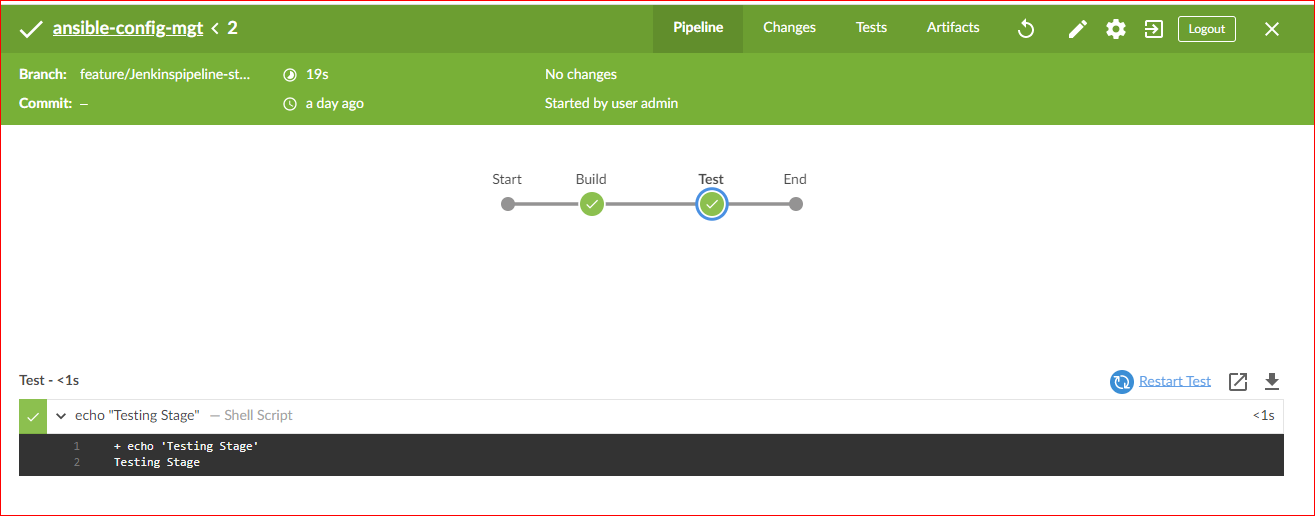 ansible-config-mgt < 2 Pipeline Changes Tests Artifacts Logout
Branch: feature/Jenkinspipeline-st... 19s No changes
Commit: – a day ago Started by user admin
Start Build Test End
Test - <1s Restart Test
echo "Testing Stage" — Shell Script <1s
1 + echo 'Testing Stage'
2 Testing Stage